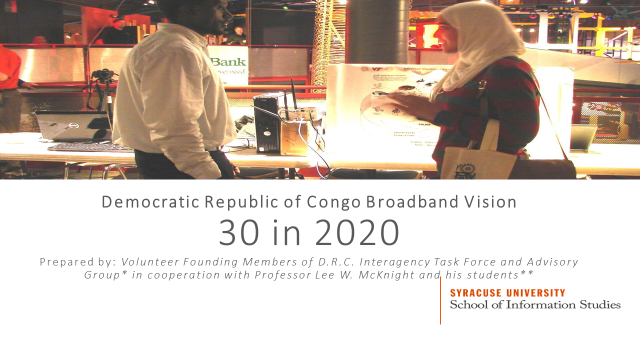 Bank
Democratic Republic of Congo Broadband Vision
30 in 2020
Prepared by: Volunteer Founding Members of D.R.C. Interagency Task Force and Advisory
Group* in cooperation with Professor Lee W. McKnight and his students**
SYRACUSE UNIVERSITY
School of Information Studies